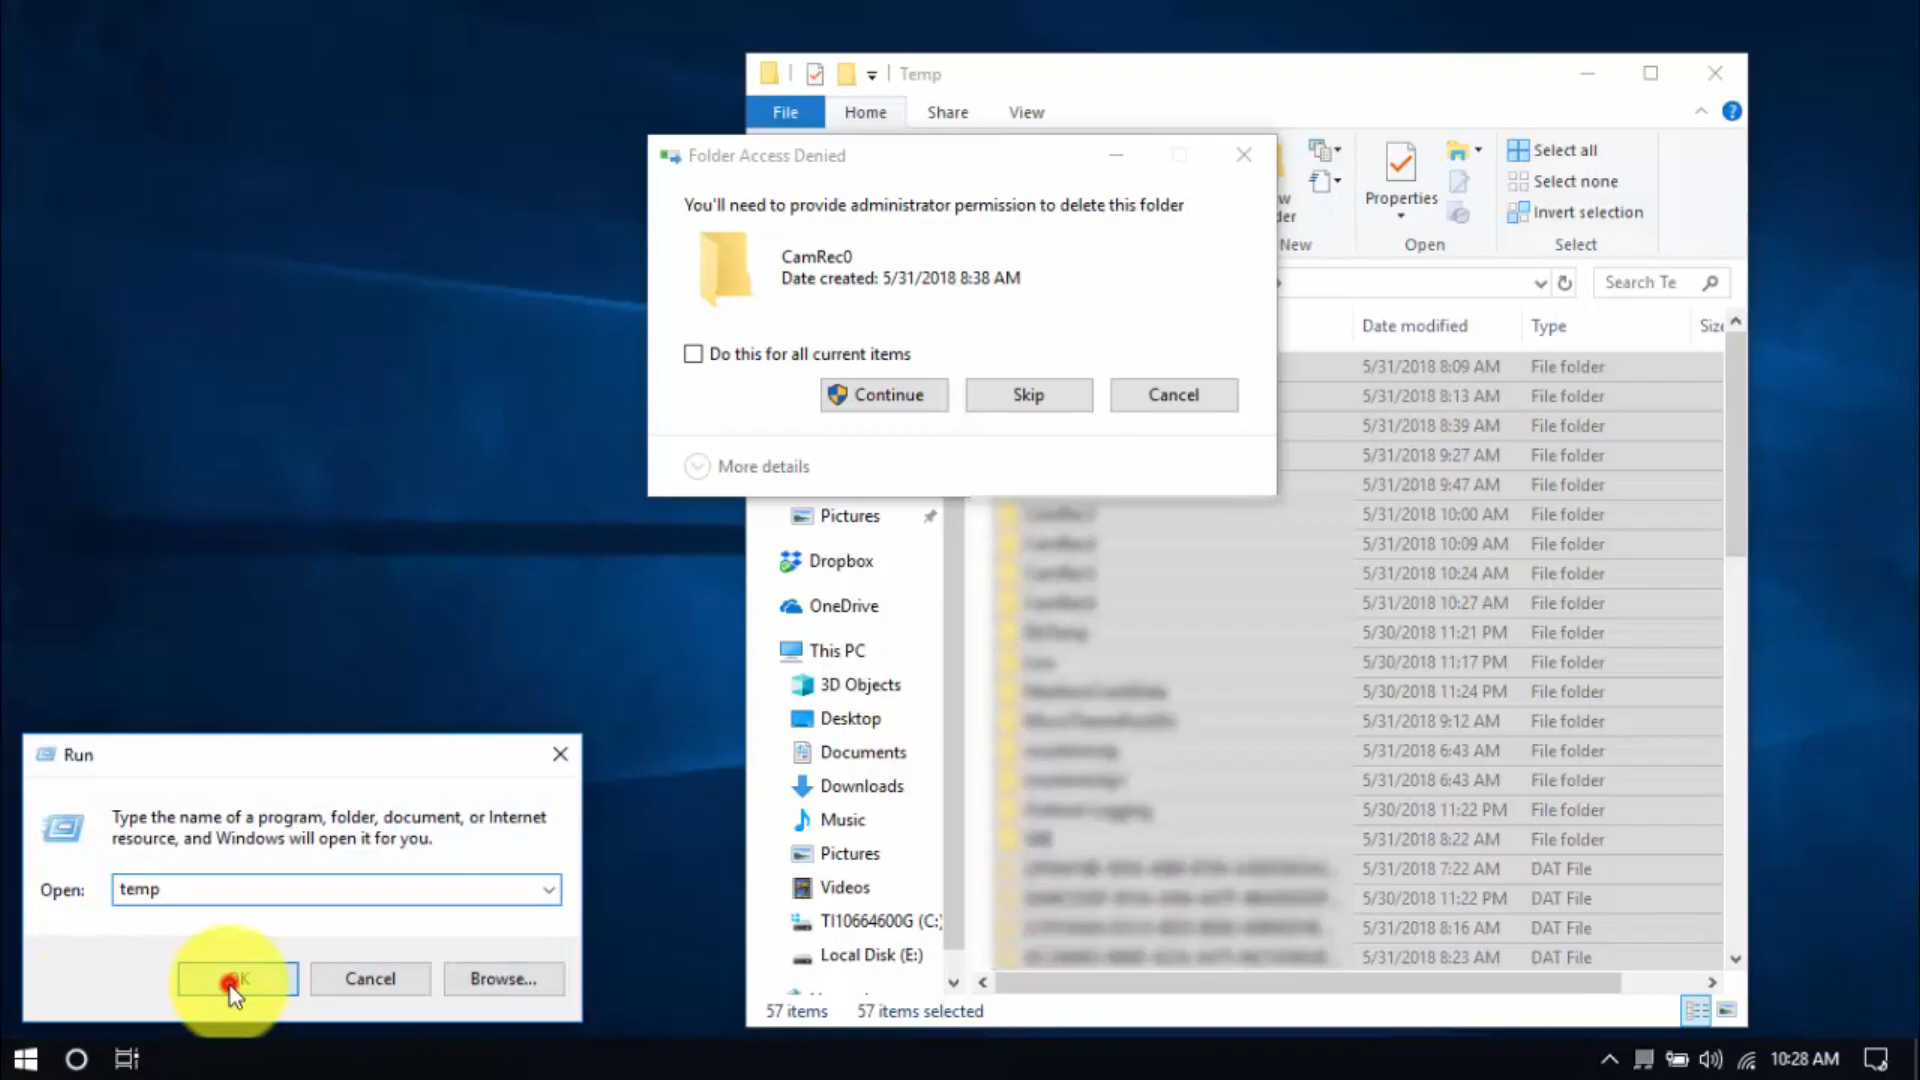 Temp
File
Home
Share
View
Folder Access Denied
You'll need to provide administrator permission to delete this folder
CamRec0
Date created: 5/31/2018 8:38 AM
Do this for all current items
Continue
Skip
Cancel
More details
Properties
Select all
Select none
Invert selection
New
Open
Select
Search Te
Date modified
Type
Size
5/31/2018 8:09 AM File folder
5/31/2018 8:13 AM File folder
5/31/2018 8:39 AM File folder
5/31/2018 9:27 AM File folder
5/31/2018 9:47 AM File folder
5/31/2018 10:00 AM File folder
5/31/2018 10:09 AM File folder
5/31/2018 10:24 AM File folder
5/31/2018 10:27 AM File folder
5/30/2018 11:21 PM File folder
5/30/2018 11:17 PM File folder
5/30/2018 11:24 PM File folder
5/31/2018 9:12 AM File folder
5/31/2018 6:43 AM File folder
5/31/2018 6:43 AM File folder
5/30/2018 11:22 PM File folder
5/31/2018 8:22 AM File folder
5/31/2018 7:22 AM DAT File
5/30/2018 11:22 PM DAT File
5/31/2018 8:16 AM DAT File
5/31/2018 8:23 AM DAT File
Pictures
Dropbox
OneDrive
This PC
3D Objects
Desktop
Documents
Downloads
Music
Pictures
Videos
TI10664600G (C:)
Local Disk (E:)
57 items
57 items selected
Run
Type the name of a program, folder, document, or Internet
resource, and Windows will open it for you.
Open:
temp
OK
Cancel
Browse...
10:28 AM